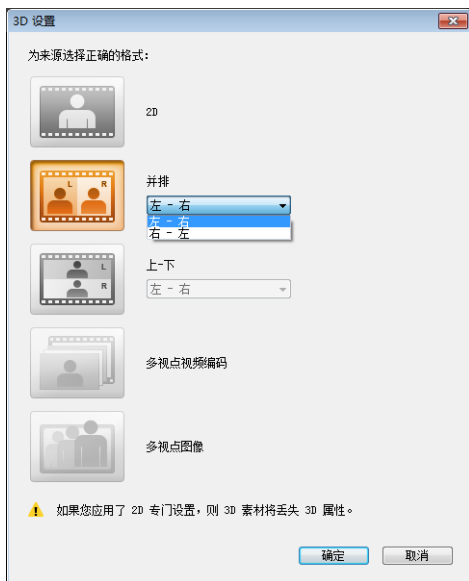 3D 设置
为来源选择正确的格式:
2D
L R
并排
左 - 右
左 - 右
右 - 左
L
上-下
R
左 - 右
多视点视频编码
多视点图像
如果您应用了 2D 专门设置,则 3D 素材将丢失 3D 属性。
确定 取消